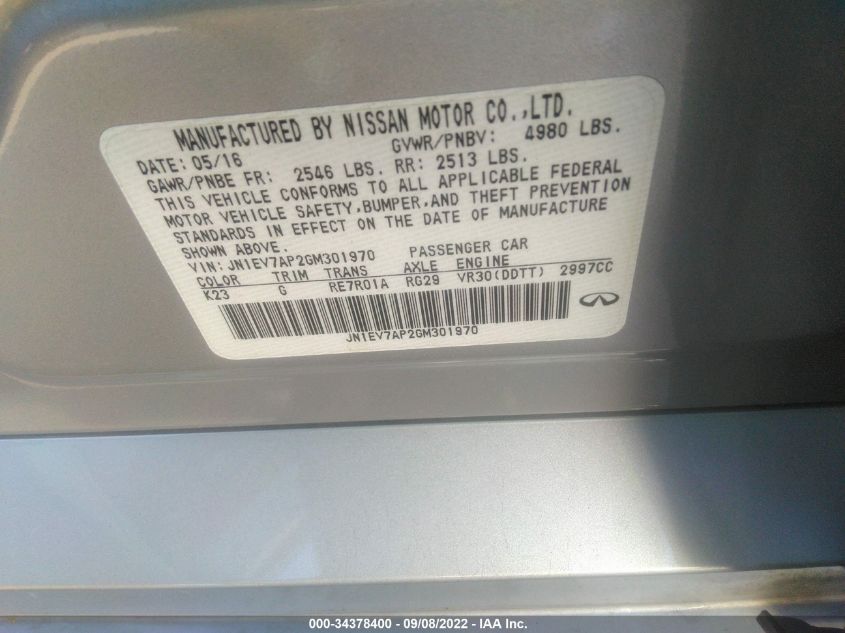 MANUFACTURED BY NISSAN MOTOR CO.,LTD.
DATE: 05/16 GVWR/PNBV: 4980 LBS.
GAWR/PNBE FR: 2546 LBS. RR: 2513 LBS.
THIS VEHICLE CONFORMS TO ALL APPLICABLE FEDERAL
MOTOR VEHICLE SAFETY,BUMPER,AND THEFT PREVENTION
STANDARDS IN EFFECT ON THE DATE OF MANUFACTURE
SHOWN ABOVE.
VIN: JN1EV7AP2GM301970 PASSENGER CAR
COLOR TRIM TRANS AXLE ENGINE
K23 G RE7R01A RG29 VR30(DDTT) 2997CC
JN1EV7AP2GM301970
000-34378400 - 09/08/2022 - IAA Inc.